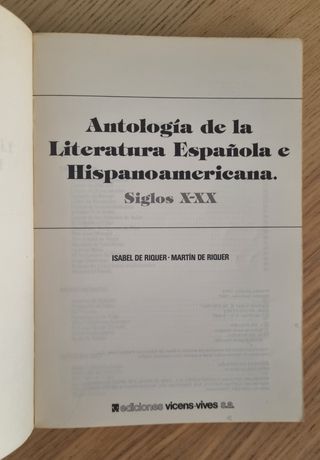 Antología de la
Literatura Española e
Hispanoamericana.
Siglos X-XX
ISABEL DE RIQUER · MARTÍN DE RIQUER
ediciones vicens-vives s.a.